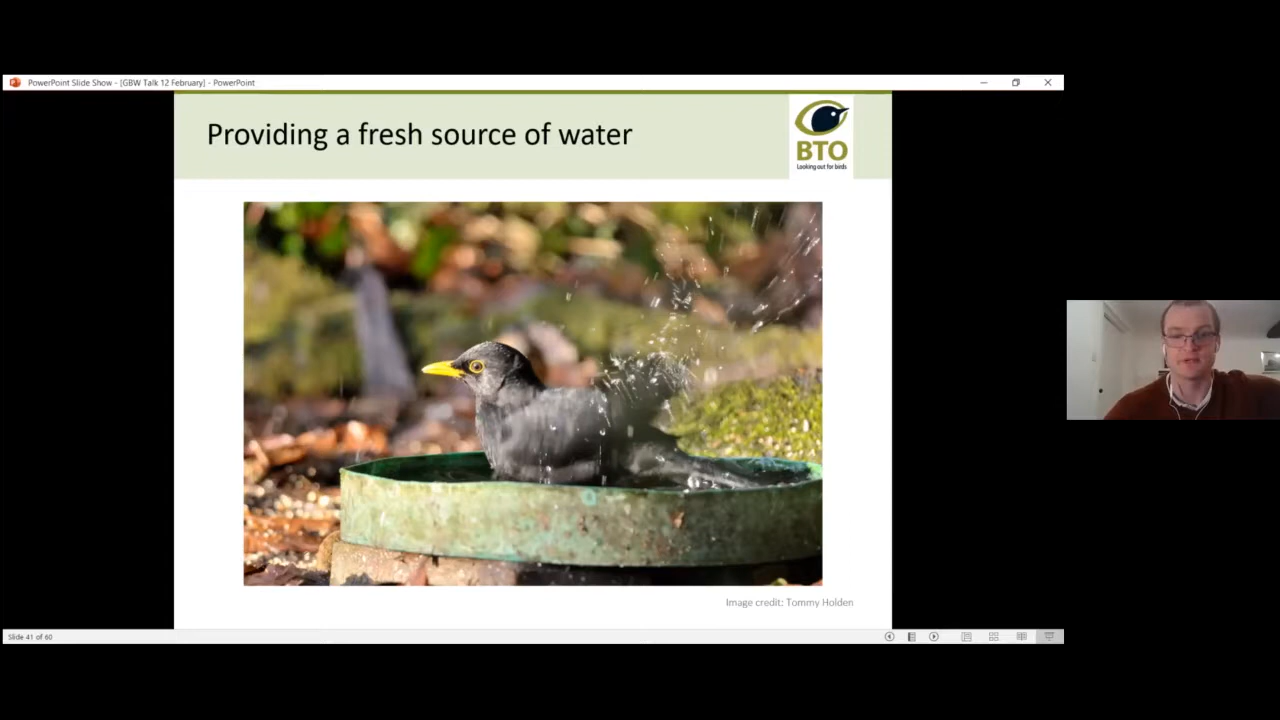 PowerPoint Slide Show - [GBW Talk 12 February] - PowerPoint
Providing a fresh source of water
BTO
Looking out for birds
Image credit: Tommy Holden
Slide 41 of 60